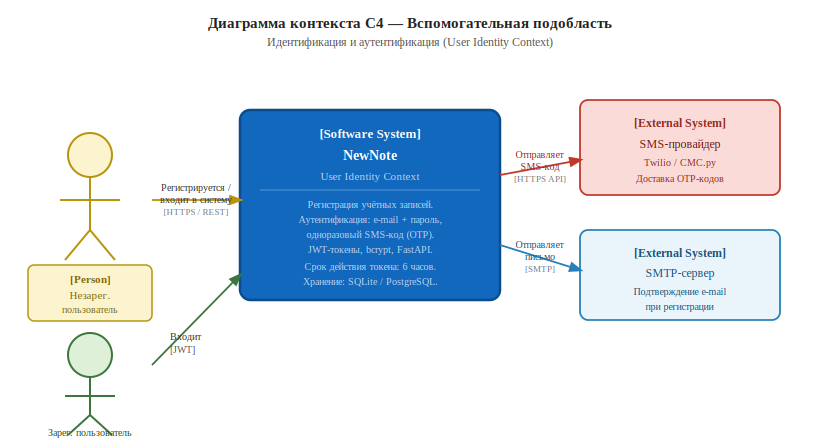 Диаграмма контекста C4 — Вспомогательная подобласть
Идентификация и аутентификация (User Identity Context)
[Person]
Незарег.
пользователь
Зарег. пользователь
Регистрируется /
входит в систему
[HTTPS / REST]
Входит
[JWT]
[Software System]
NewNote
User Identity Context
Регистрация учётных записей.
Аутентификация: e-mail + пароль,
одноразовый SMS-код (OTP).
JWT-токены, bcrypt, FastAPI.
Срок действия токена: 6 часов.
Хранение: SQLite / PostgreSQL.
Отправляет
SMS-код
[HTTPS API]
Отправляет
письмо
[SMTP]
[External System]
SMS-провайдер
Twilio / СМС.ру
Доставка OTP-кодов
[External System]
SMTP-сервер
Подтверждение e-mail
при регистрации